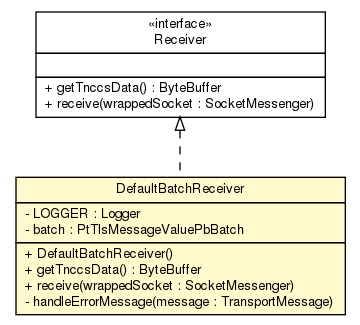 «interface»
Receiver
+ getTnccsData() : ByteBuffer
+ receive(wrappedSocket : SocketMessenger)
DefaultBatchReceiver
- LOGGER : Logger
- batch : PtTlsMessageValuePbBatch
+ DefaultBatchReceiver()
+ getTnccsData() : ByteBuffer
+ receive(wrappedSocket : SocketMessenger)
- handleErrorMessage(message : TransportMessage)